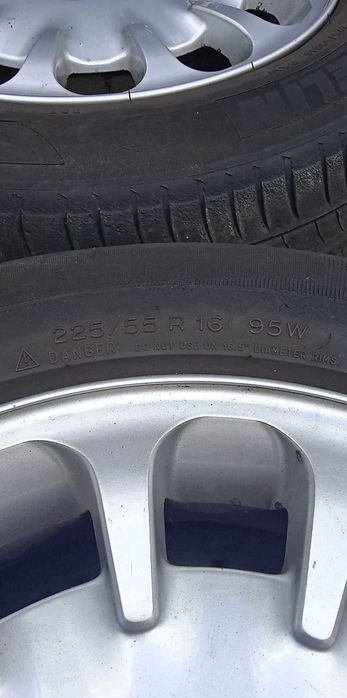 225/55 R 16 95W
DANGER DO NOT USE ON 16.5" DIAMETER RIMS